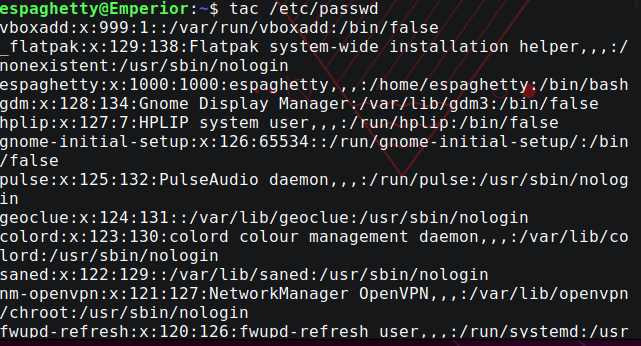 espaghetty@Emperior:~$ tac /etc/passwd
vboxadd:x:999:1::/var/run/vboxadd:/bin/false
_flatpak:x:129:138:Flatpak system-wide installation helper,,,:/
nonexistent:/usr/sbin/nologin
espaghetty:x:1000:1000:espaghetty,,,:/home/espaghetty:/bin/bash
gdm:x:128:134:Gnome Display Manager:/var/lib/gdm3:/bin/false
hplip:x:127:7:HPLIP system user,,,:/run/hplip:/bin/false
gnome-initial-setup:x:126:65534::/run/gnome-initial-setup/:/bin
/false
pulse:x:125:132:PulseAudio daemon,,,:/run/pulse:/usr/sbin/nolog
in
geoclue:x:124:131::/var/lib/geoclue:/usr/sbin/nologin
colord:x:123:130:colord colour management daemon,,,:/var/lib/co
lord:/usr/sbin/nologin
saned:x:122:129::/var/lib/saned:/usr/sbin/nologin
nm-openvpn:x:121:127:NetworkManager OpenVPN,,,:/var/lib/openvpn
/chroot:/usr/sbin/nologin
fwupd-refresh:x:120:126:fwupd-refresh user,,,:/run/systemd:/usr